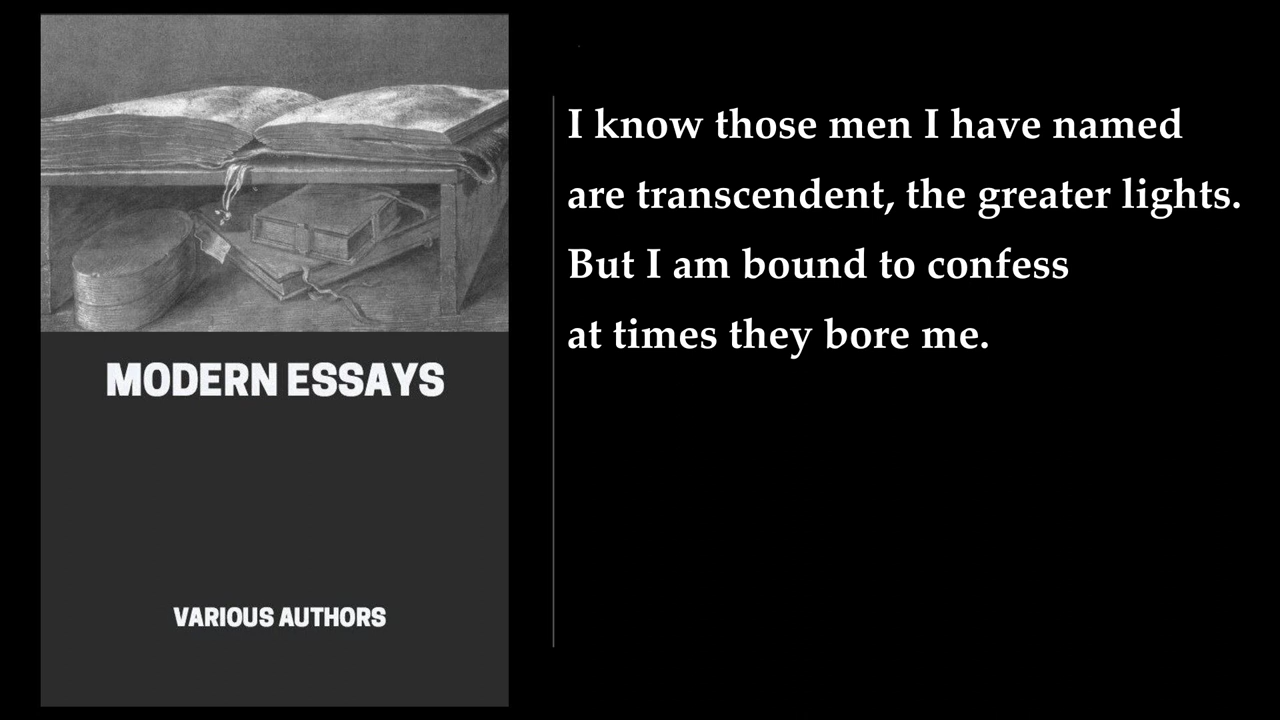 MODERN ESSAYS
VARIOUS AUTHORS
I know those men I have named
are transcendent, the greater lights.
But I am bound to confess
at times they bore me.